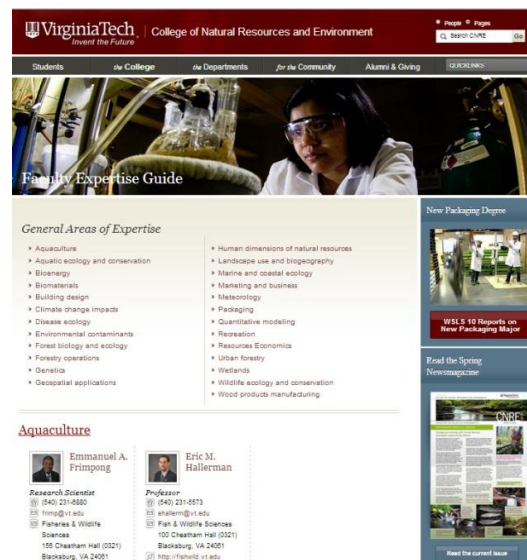 VirginiaTech
Invent the Future
College of Natural Resources and Environment
People Pages
Search CNRE
Go
Students
the College
the Departments
for the Community
Alumni & Giving
QUICKLINKS
Faculty Expertise Guide
General Areas of Expertise
Aquaculture
Aquatic ecology and conservation
Bioenergy
Biomaterials
Building design
Climate change impacts
Disease ecology
Environmental contaminants
Forest biology and ecology
Forestry operations
Genetics
Geospatial applications
Human dimensions of natural resources
Landscape use and biogeography
Marine and coastal ecology
Marketing and business
Meteorology
Packaging
Quantitative modeling
Recreation
Resources Economics
Urban forestry
Wetlands
Wildlife ecology and conservation
Wood products manufacturing
Aquaculture
Emmanuel A.
Frimpong
Research Scientist
(540) 231-6880
frimp@vt.edu
Fisheries & Wildlife
Sciences
156 Cheatham Hall (0321)
Blacksburg, VA 24061
Eric M.
Hallerman
Professor
(540) 231-5573
ehallerm@vt.edu
Fish & Wildlife Sciences
100 Cheatham Hall (0321)
Blacksburg, VA 24061
http://fishwild.vt.edu
New Packaging Degree
WSLS 10 Reports on
New Packaging Major
Read the Spring
Newsmagazine
CNRE
Read the current issue